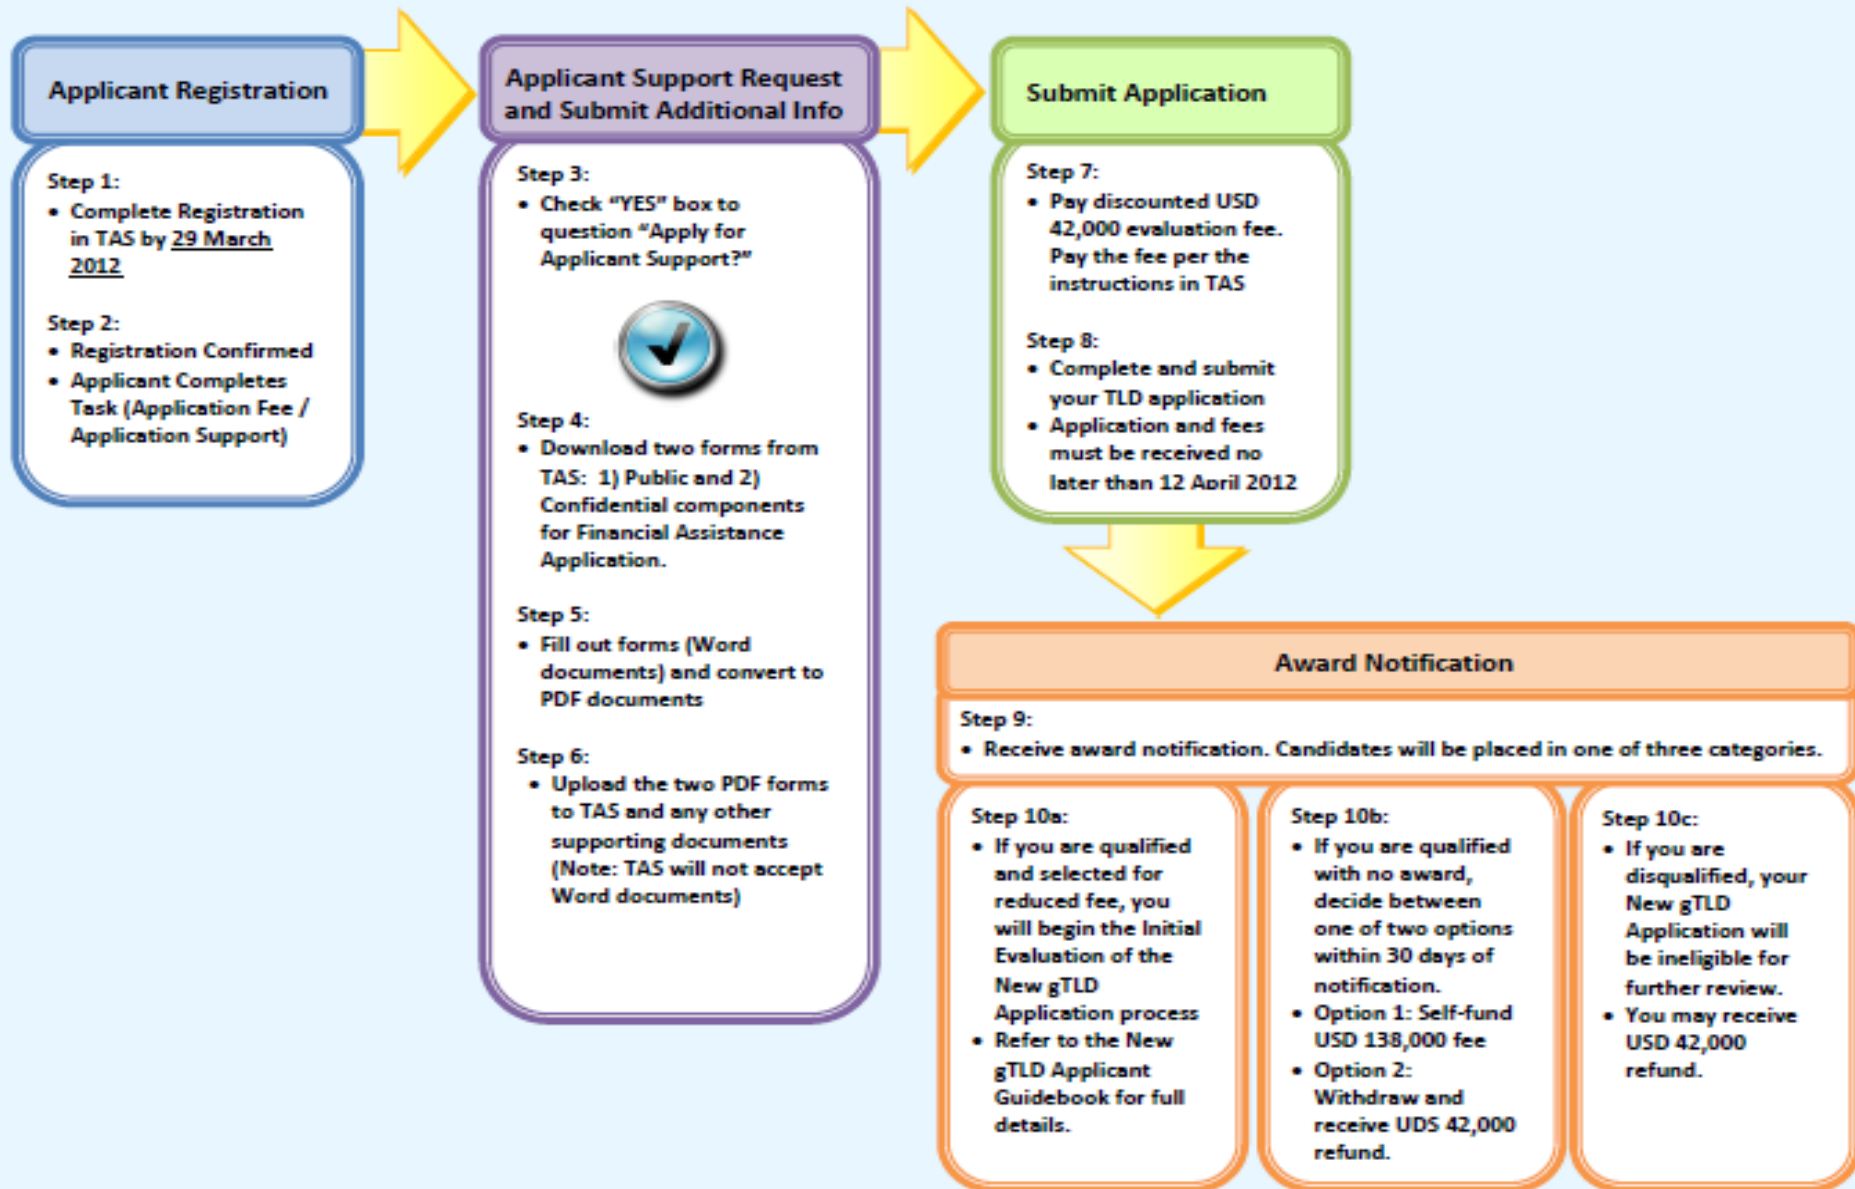 Applicant Registration
Step 1:
• Complete Registration
in TAS by 29 March
2012
Step 2:
• Registration Confirmed
• Applicant Completes
Task (Application Fee /
Application Support)
Applicant Support Request
and Submit Additional Info
Step 3:
• Check “YES” box to
question “Apply for
Applicant Support?”
Step 4:
• Download two forms from
TAS: 1) Public and 2)
Confidential components
for Financial Assistance
Application.
Step 5:
• Fill out forms (Word
documents) and convert to
PDF documents
Step 6:
• Upload the two PDF forms
to TAS and any other
supporting documents
(Note: TAS will not accept
Word documents)
Submit Application
Step 7:
• Pay discounted USD
42,000 evaluation fee.
Pay the fee per the
instructions in TAS
Step 8:
• Complete and submit
your TLD application
• Application and fees
must be received no
later than 12 April 2012
Award Notification
Step 9:
• Receive award notification. Candidates will be placed in one of three categories.
Step 10a:
• If you are qualified
and selected for
reduced fee, you
will begin the Initial
Evaluation of the
New gTLD
Application process
• Refer to the New
gTLD Applicant
Guidebook for full
details.
Step 10b:
• If you are qualified
with no award,
decide between
one of two options
within 30 days of
notification.
• Option 1: Self-fund
USD 138,000 fee
• Option 2:
Withdraw and
receive UDS 42,000
refund.
Step 10c:
• If you are
disqualified, your
New gTLD
Application will
be ineligible for
further review.
• You may receive
USD 42,000
refund.